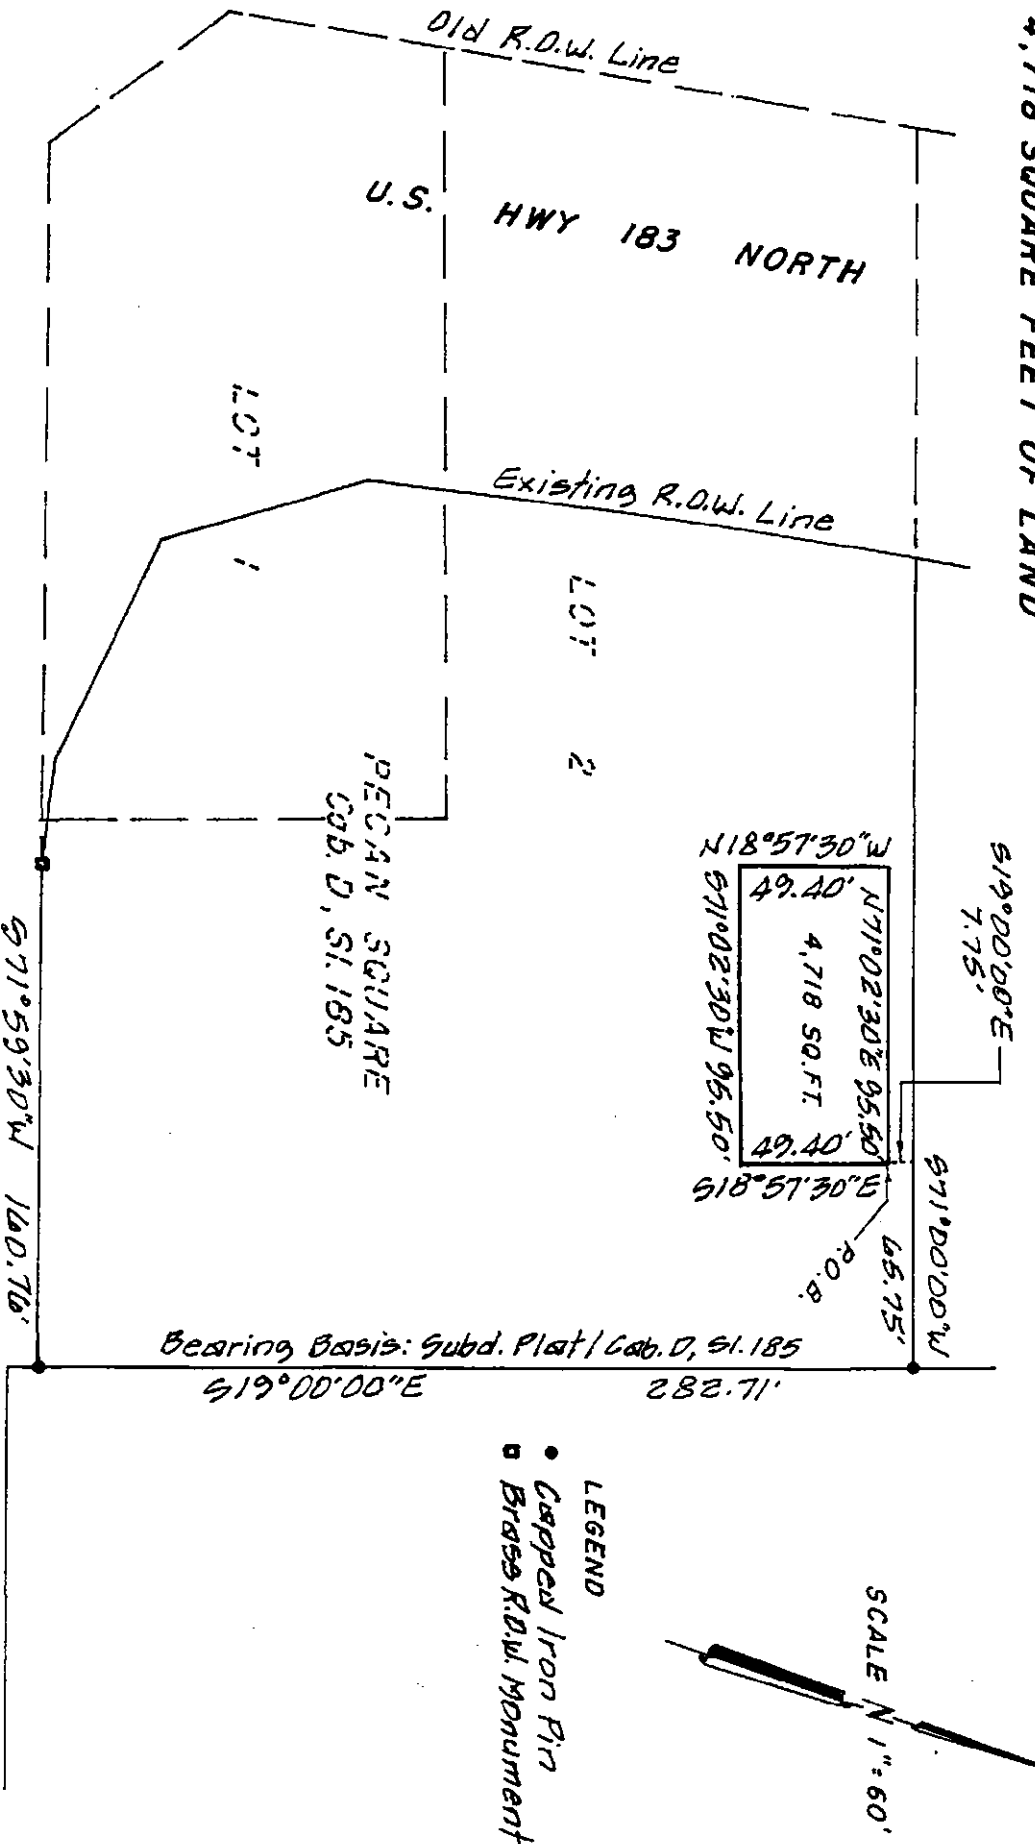 4,718 SQUARE FEET OF LAND
Old R.O.W. Line
U.S. HWY 183 NORTH
Existing R.O.W. Line
LOT 1
LOT 2
PECAN SQUARE
Cab. D, Sl. 185
S19°00'00"E
7.75'
N18°57'30"W
49.40'
N71°02'30"E 95.50'
4,718 SQ.FT.
S71°02'30"W 95.50'
49.40'
S18°57'30"E
P.O.B.
S71°00'00"W
65.75'
S71°59'30"W 160.76'
Bearing Basis: Subd. Plat / Cab. D, Sl. 185
S19°00'00"E 282.71'
LEGEND
Capped Iron Pin
Brass R.O.W. Monument
SCALE 1"=60'
N